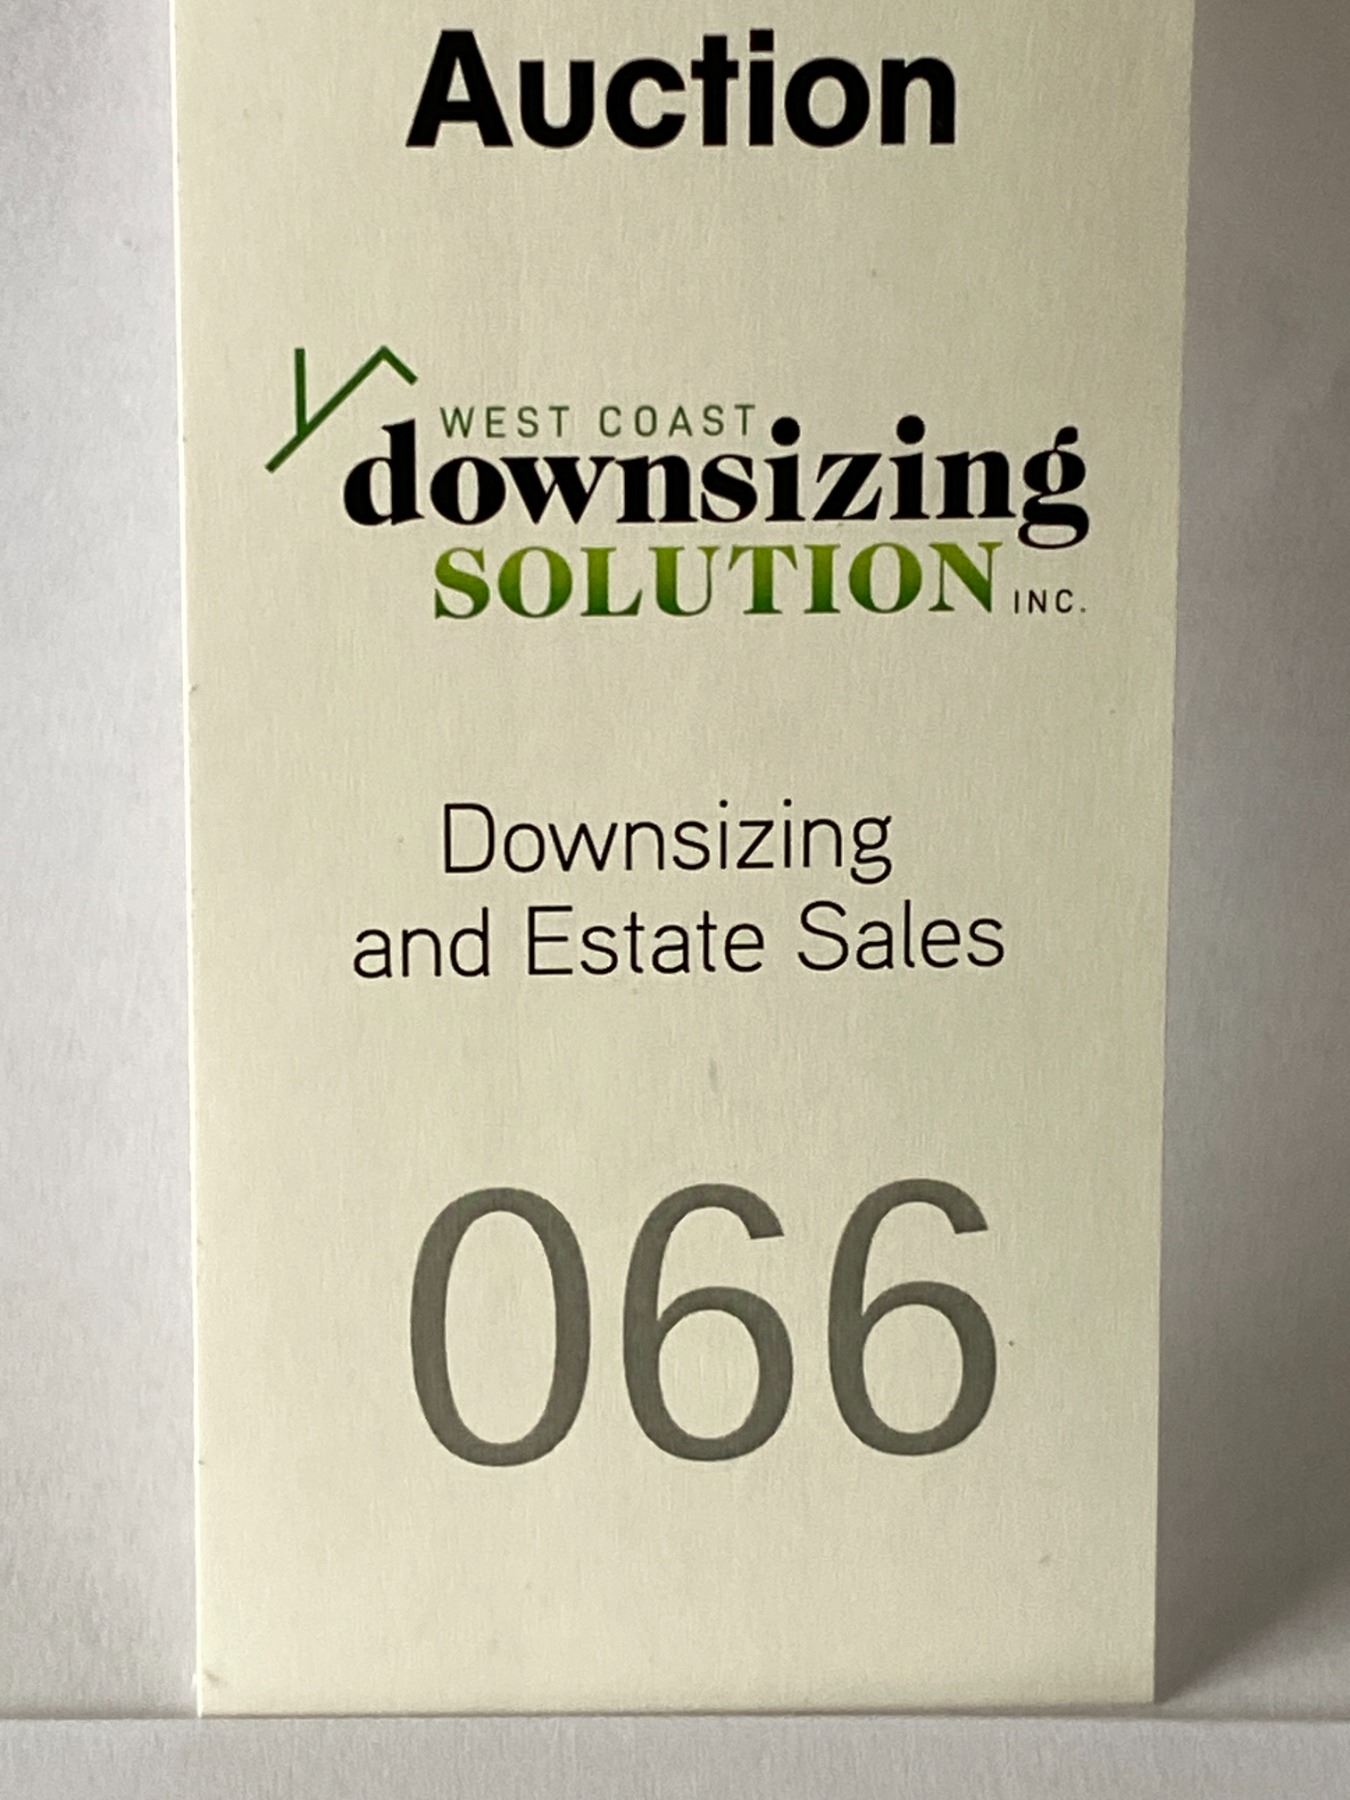 Auction
WEST COAST
downsizing
SOLUTION INC.
Downsizing
and Estate Sales
066